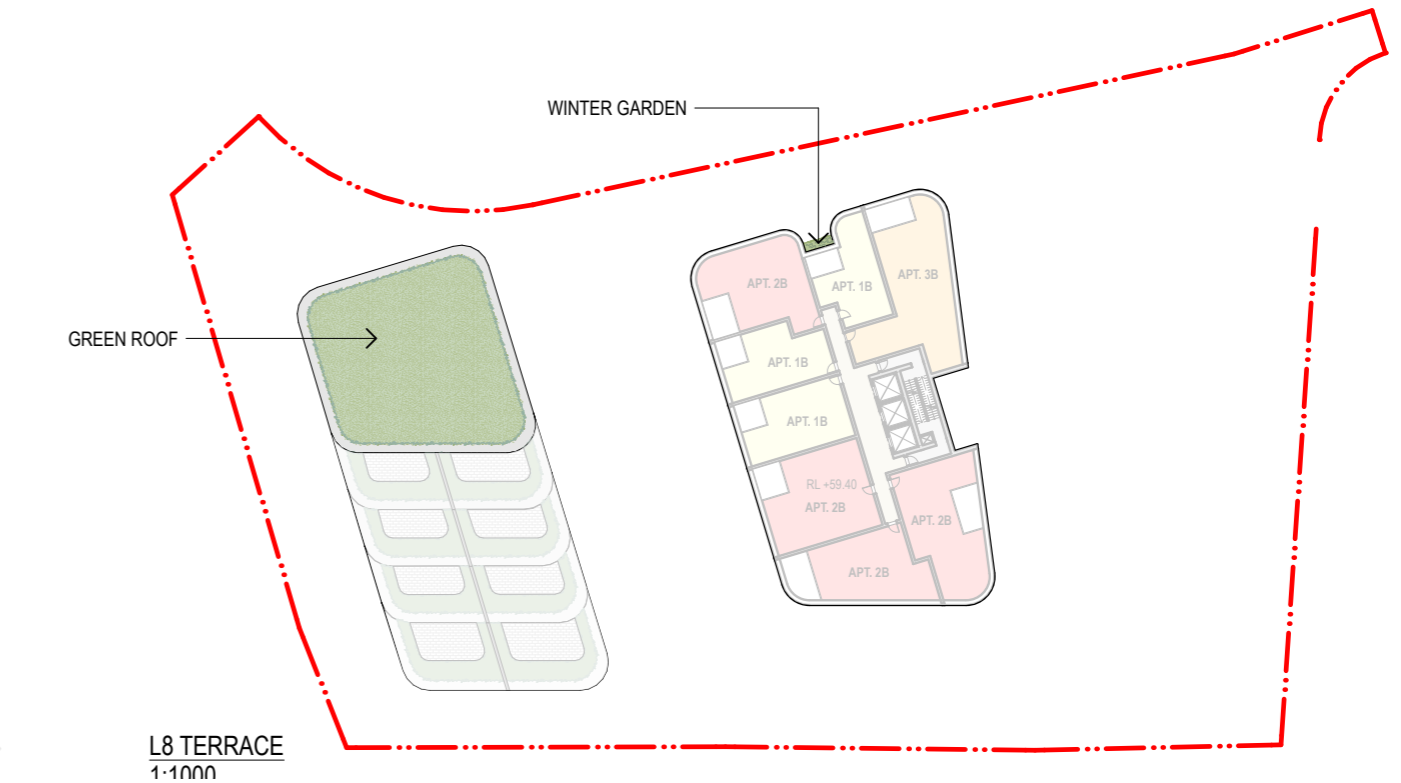 WINTER GARDEN
APT. 3B
APT. 2B
APT. 1B
GREEN ROOF
APT. 1B
APT. 1B
RL +59.40
APT. 2B
APT. 2B
APT. 2B
L8 TERRACE
1:1000